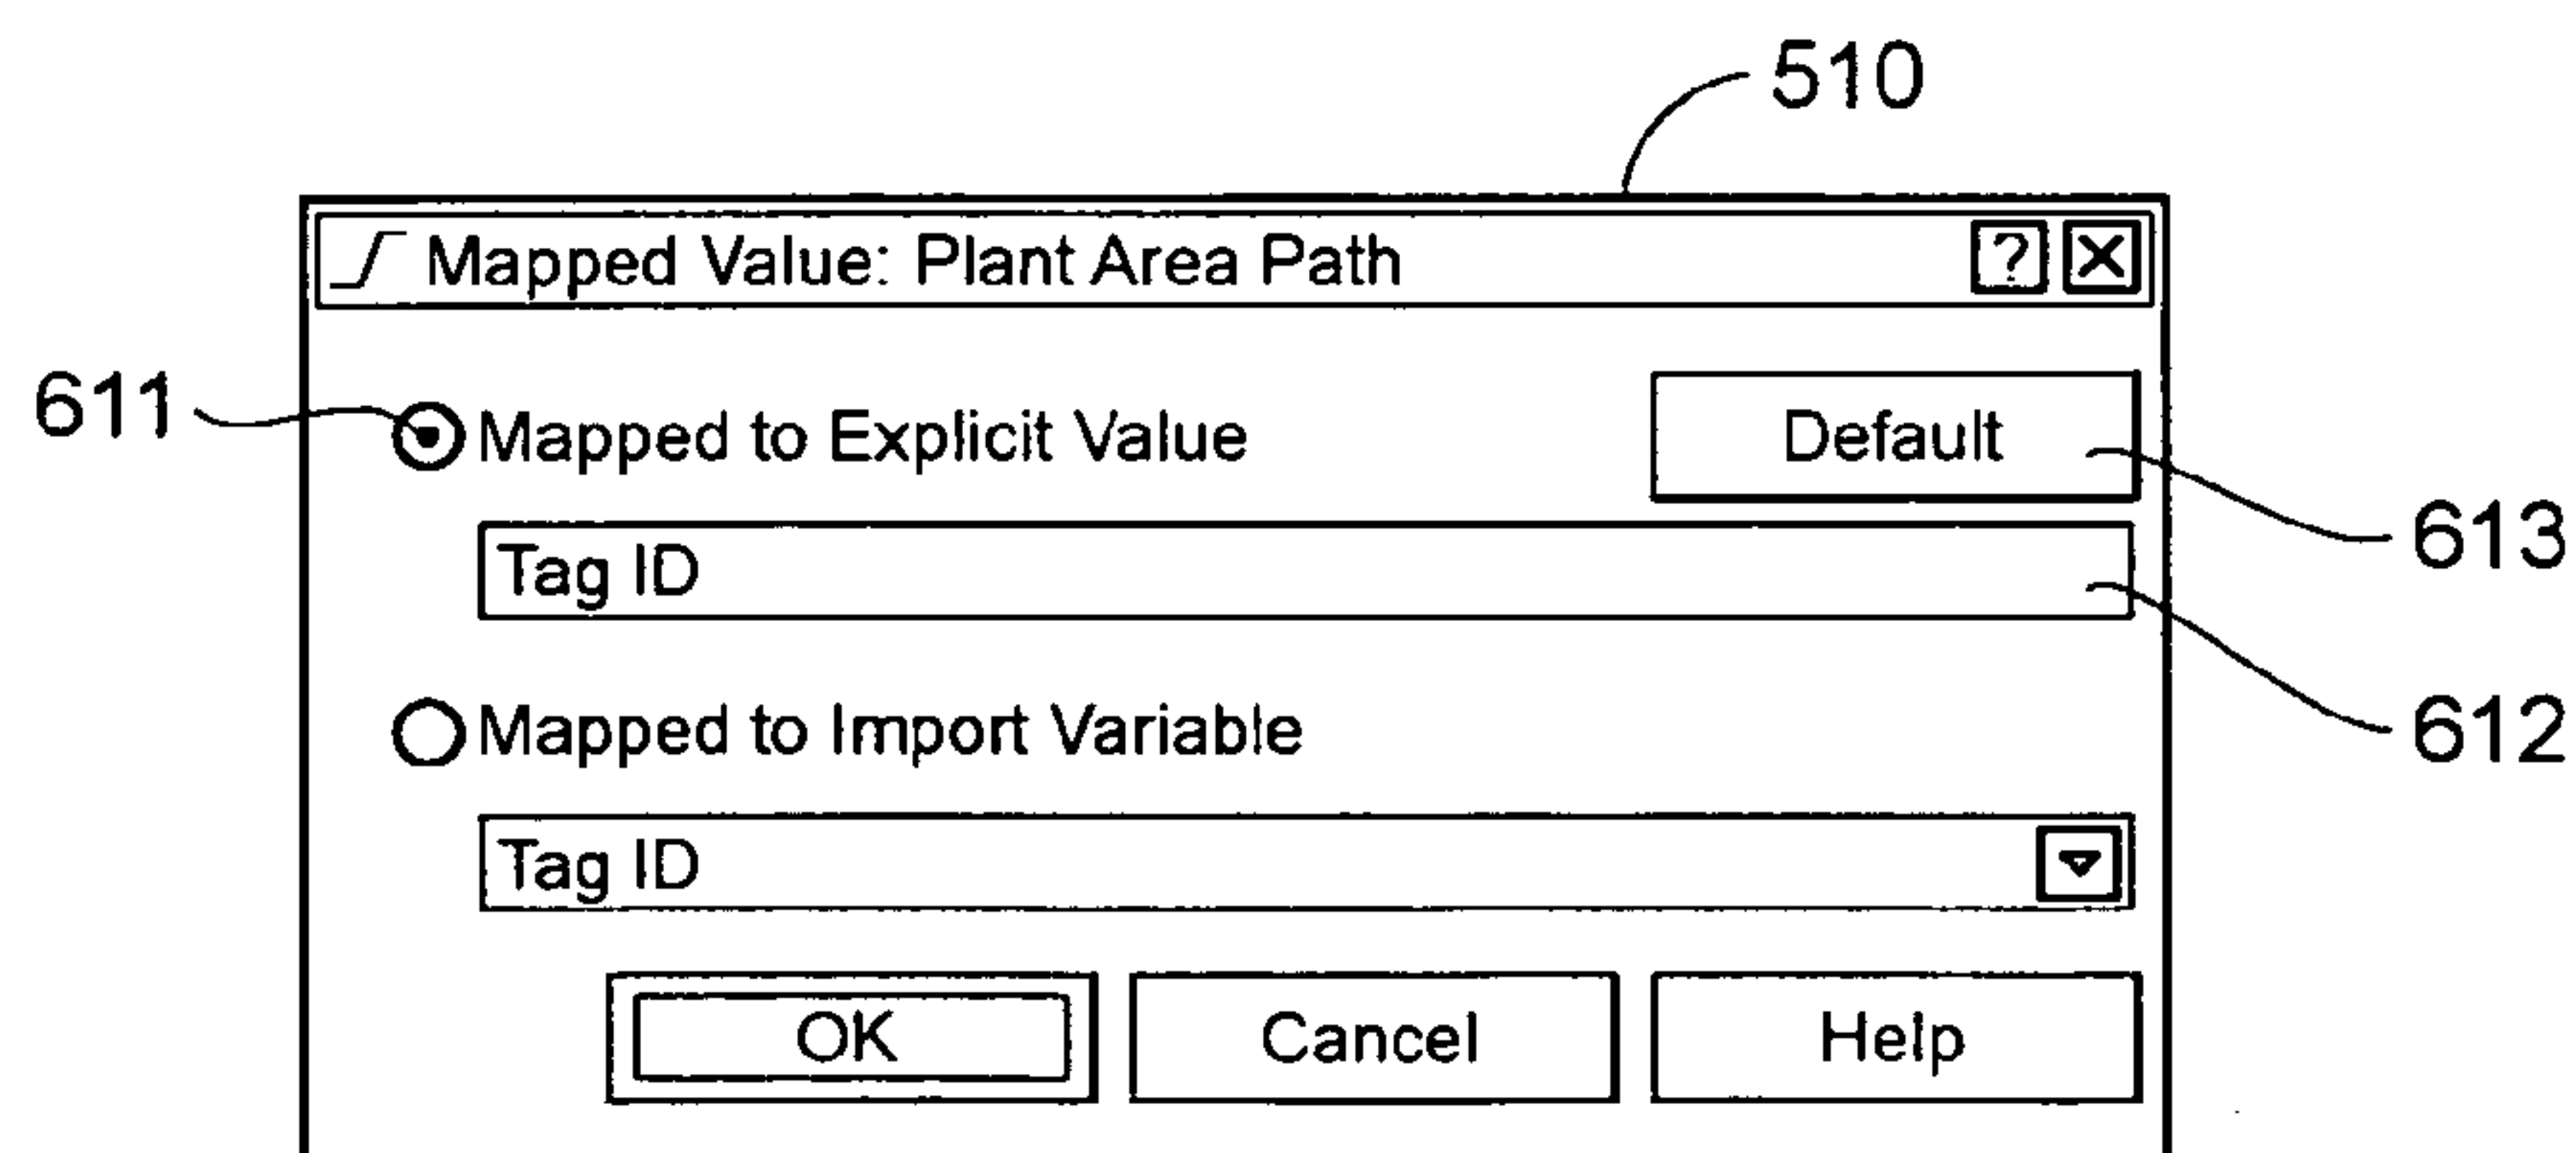 510
Mapped Value: Plant Area Path ? X
611 Mapped to Explicit Value Default
613
Tag ID
612
Mapped to Import Variable
Tag ID
OK Cancel Help